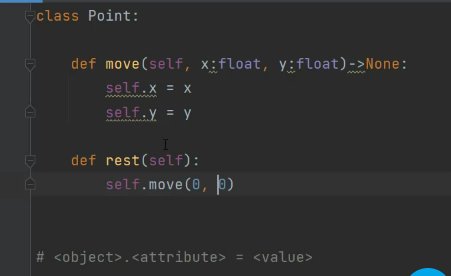 class Point:
    def move(self, x:float, y:float)->None:
        self.x = x
        self.y = y
    def rest(self):
        self.move(0, 0)
# <object>.<attribute> = <value>